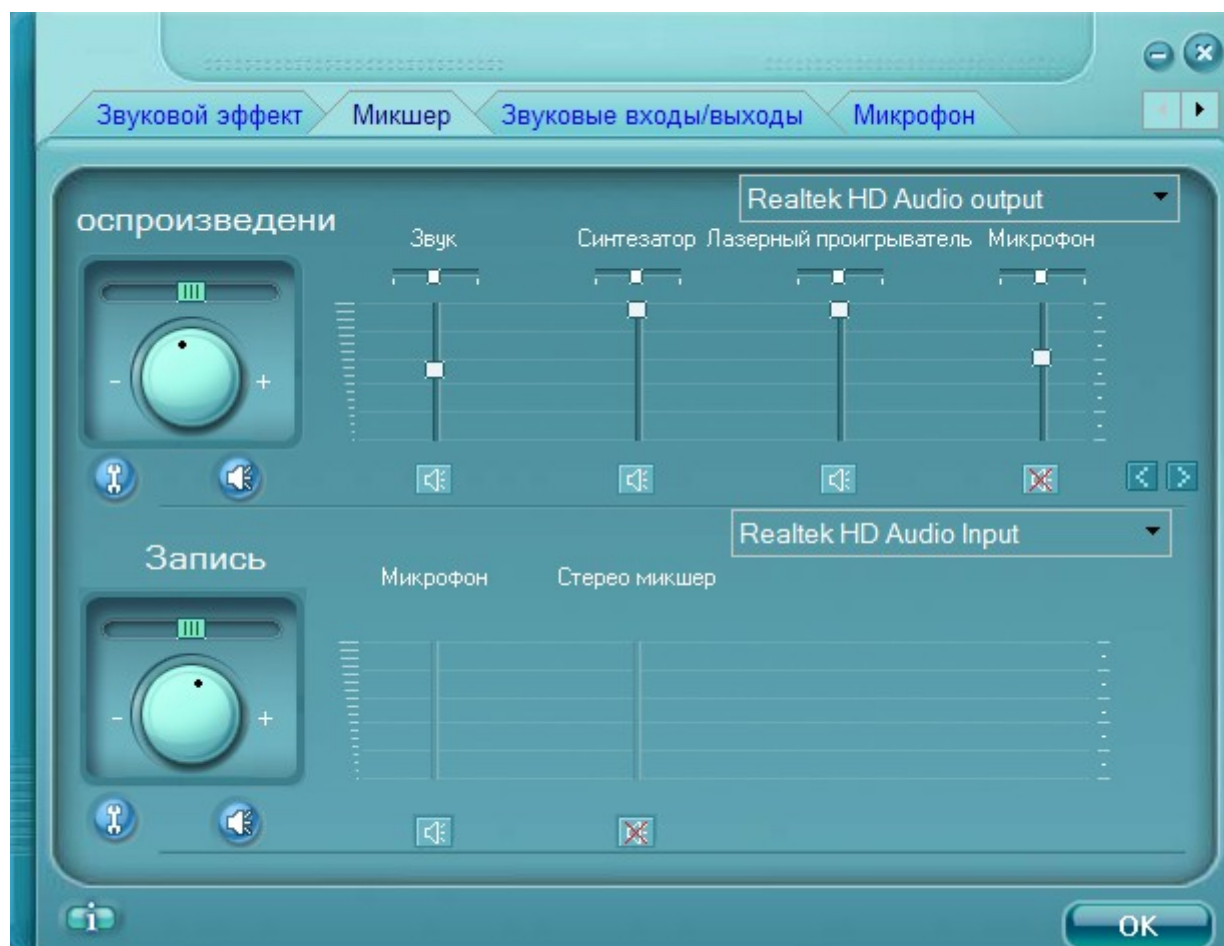 Звуковой эффект
Микшер
Звуковые входы/выходы
Микрофон
Realtek HD Audio output
оспроизведени
Звук
Синтезатор
Лазерный проигрыватель
Микрофон
- +
Realtek HD Audio Input
Запись
Микрофон
Стерео микшер
- +
i
OK